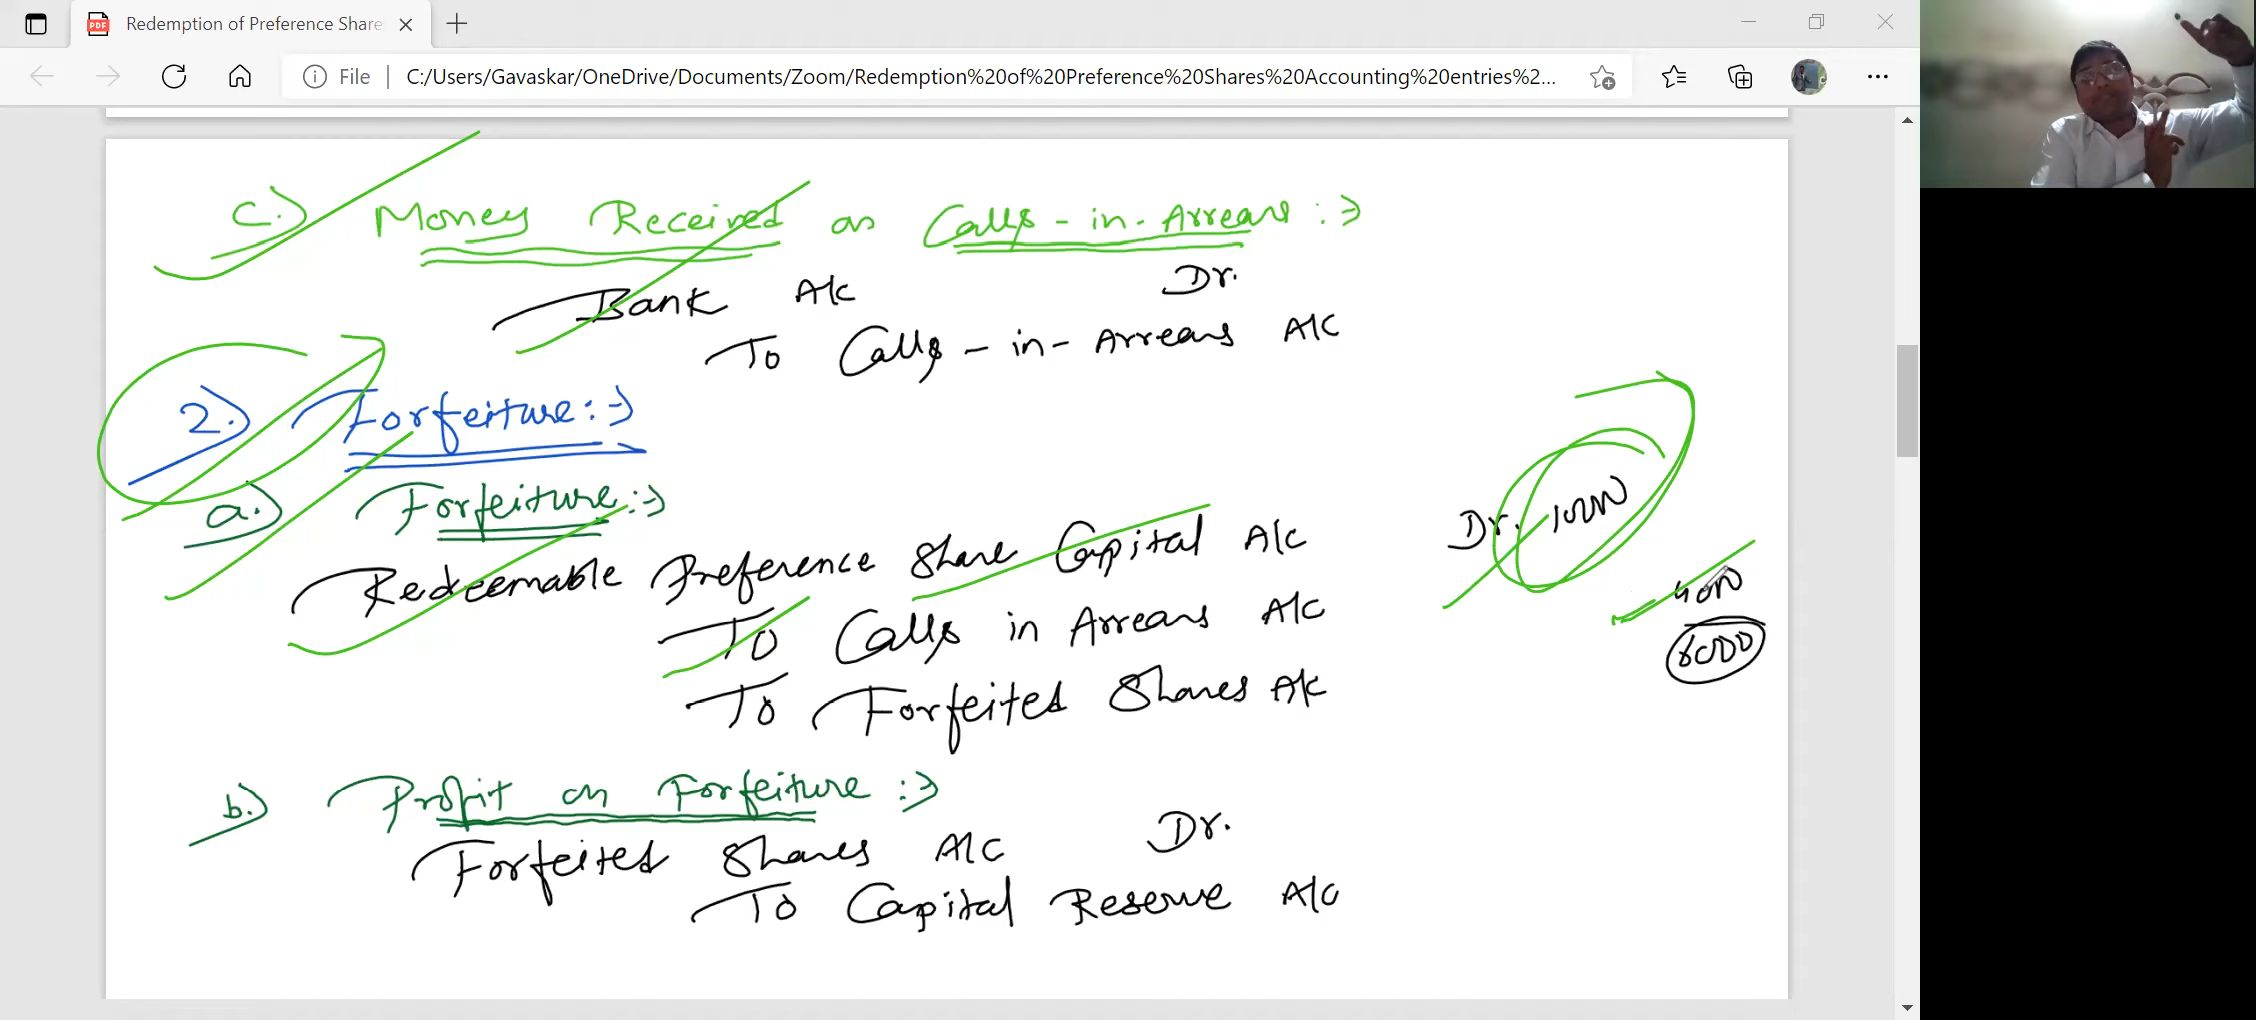 Redemption of Preference Share
File C:/Users/Gavaskar/OneDrive/Documents/Zoom/Redemption%20of%20Preference%20Shares%20Accounting%20entries%2...
c.) Money Received on Calls-in-Arrears :->
Bank A/c Dr.
To Calls-in-Arrears A/c
2.) Forfeiture :->
a.) Forfeiture :->
Redeemable Preference Share Capital A/c Dr. 10000
To Calls in Arrears A/c 4000
To Forfeited Shares A/c 6000
b.) Profit on Forfeiture :->
Forfeited Shares A/c Dr.
To Capital Reserve A/c